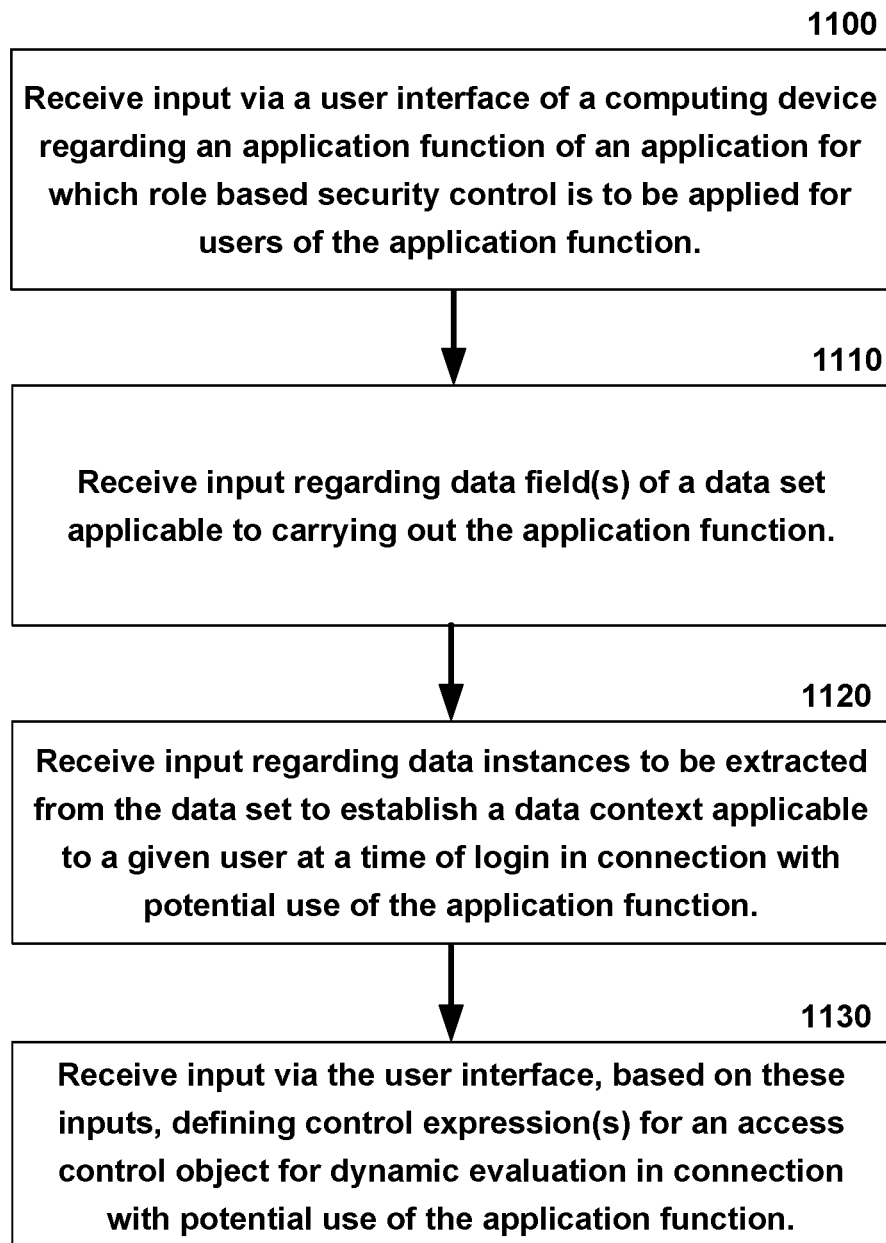 1100
Receive input via a user interface of a computing device
regarding an application function of an application for
which role based security control is to be applied for
users of the application function.
1110
Receive input regarding data field(s) of a data set
applicable to carrying out the application function.
1120
Receive input regarding data instances to be extracted
from the data set to establish a data context applicable
to a given user at a time of login in connection with
potential use of the application function.
1130
Receive input via the user interface, based on these
inputs, defining control expression(s) for an access
control object for dynamic evaluation in connection
with potential use of the application function.